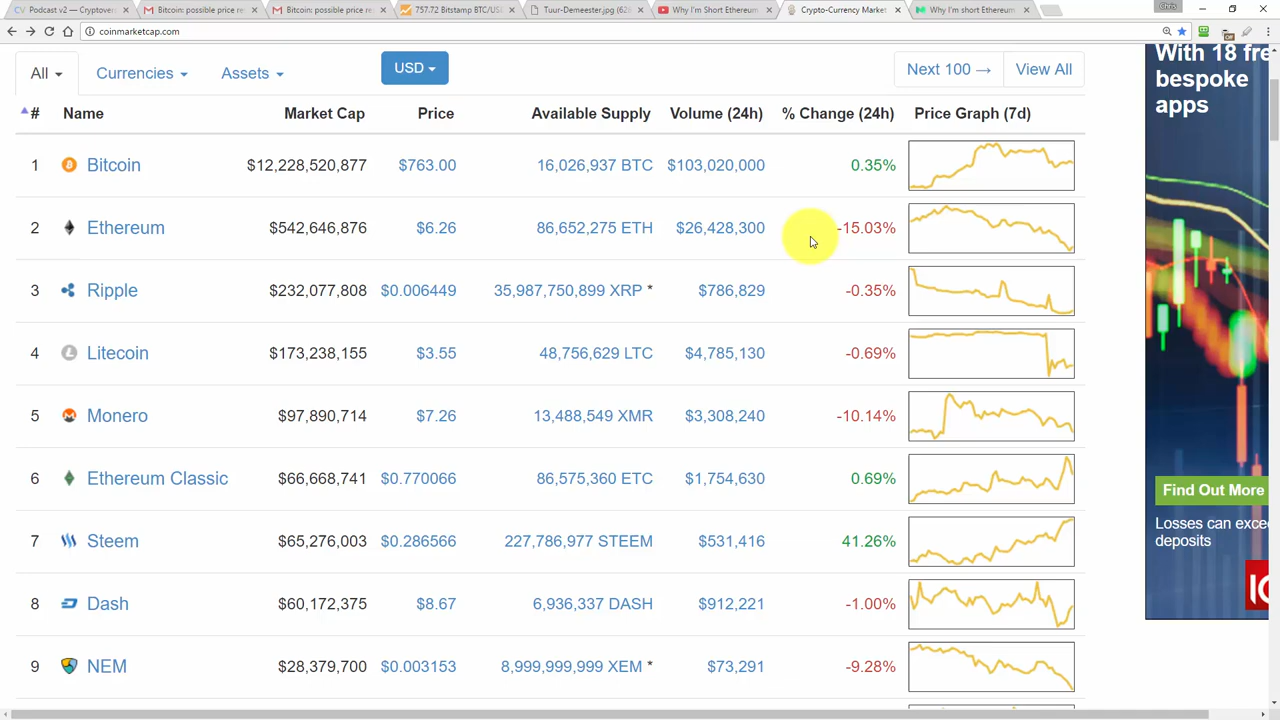 Podcast v2 — Cryptover
Bitcoin: possible price re
Bitcoin: possible price re
757.72 Bitstamp BTC/US
Tuur-Demeester.jpg (62
Why I'm Short Ethereum
Crypto-Currency Market
Why I'm short Ethereum
Chris
coinmarketcap.com
Off
All
Currencies
Assets
USD
Next 100 →
View All
# Name Market Cap Price Available Supply Volume (24h) % Change (24h) Price Graph (7d)
1 Bitcoin $12,223,520,877 $763.00 16,026,937 BTC $103,020,000 0.35%
2 Ethereum $542,646,876 $6.26 86,652,275 ETH $26,428,300 -15.03%
3 Ripple $232,077,808 $0.006449 35,987,750,899 XRP * $786,829 -0.35%
4 Litecoin $173,238,155 $3.55 48,756,629 LTC $4,785,130 -0.69%
5 Monero $97,890,714 $7.26 13,488,549 XMR $3,308,240 -10.14%
6 Ethereum Classic $66,668,741 $0.770066 86,575,360 ETC $1,754,630 0.69%
7 Steem $65,276,003 $0.286566 227,786,977 STEEM $531,416 41.26%
8 Dash $60,172,375 $8.67 6,936,337 DASH $912,221 -1.00%
9 NEM $28,379,700 $0.003153 8,999,999,999 XEM * $73,291 -9.28%
With 18 fre
bespoke
apps
Find Out More
Losses can exce
deposits
IG